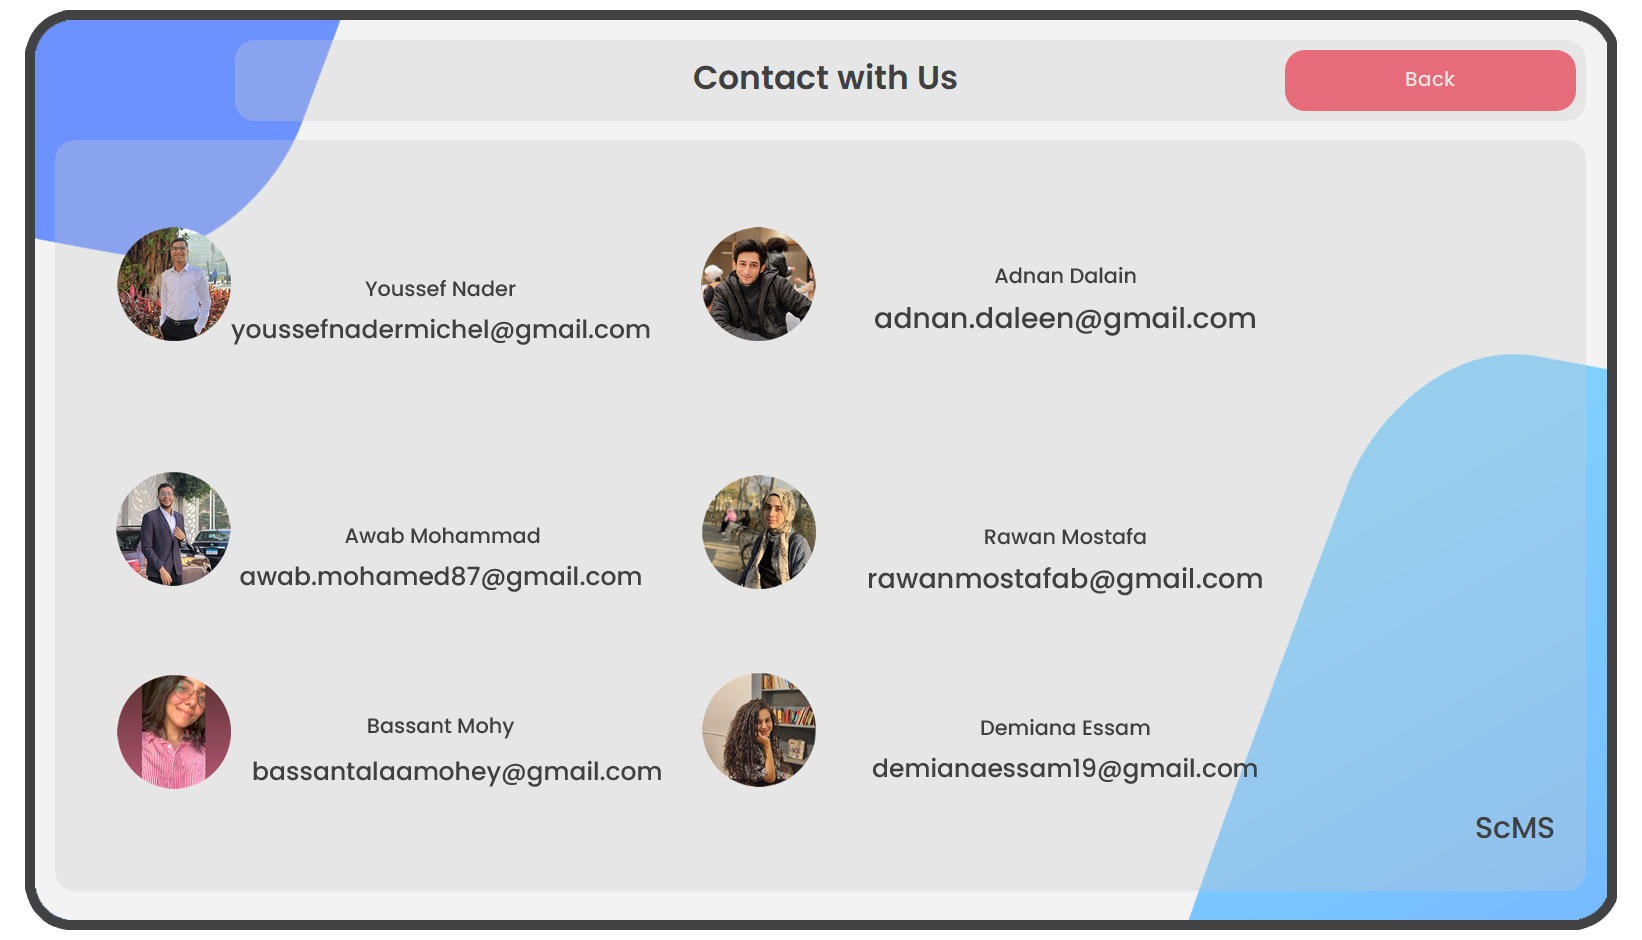 Contact with Us
Back
Youssef Nader
youssefnadermichel@gmail.com
Adnan Dalain
adnan.daleen@gmail.com
Awab Mohammad
awab.mohamed87@gmail.com
Rawan Mostafa
rawanmostafab@gmail.com
Bassant Mohy
bassantalaamohey@gmail.com
Demiana Essam
demianaessam19@gmail.com
ScMS